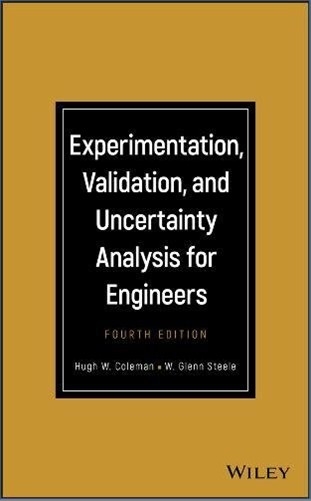 Experimentation,
Validation, and
Uncertainty
Analysis for
Engineers
FOURTH EDITION
Hugh W. Coleman ▪ W. Glenn Steele
WILEY